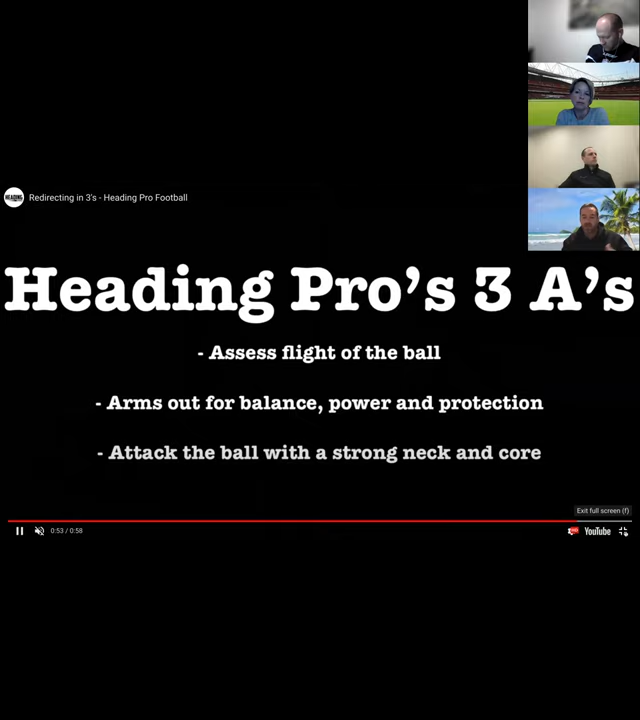 HEADING
Redirecting in 3's - Heading Pro Football
Heading Pro's 3 A's
- Assess flight of the ball
- Arms out for balance, power and protection
- Attack the ball with a strong neck and core
Exit full screen (f)
0:53 / 0:58
YouTube